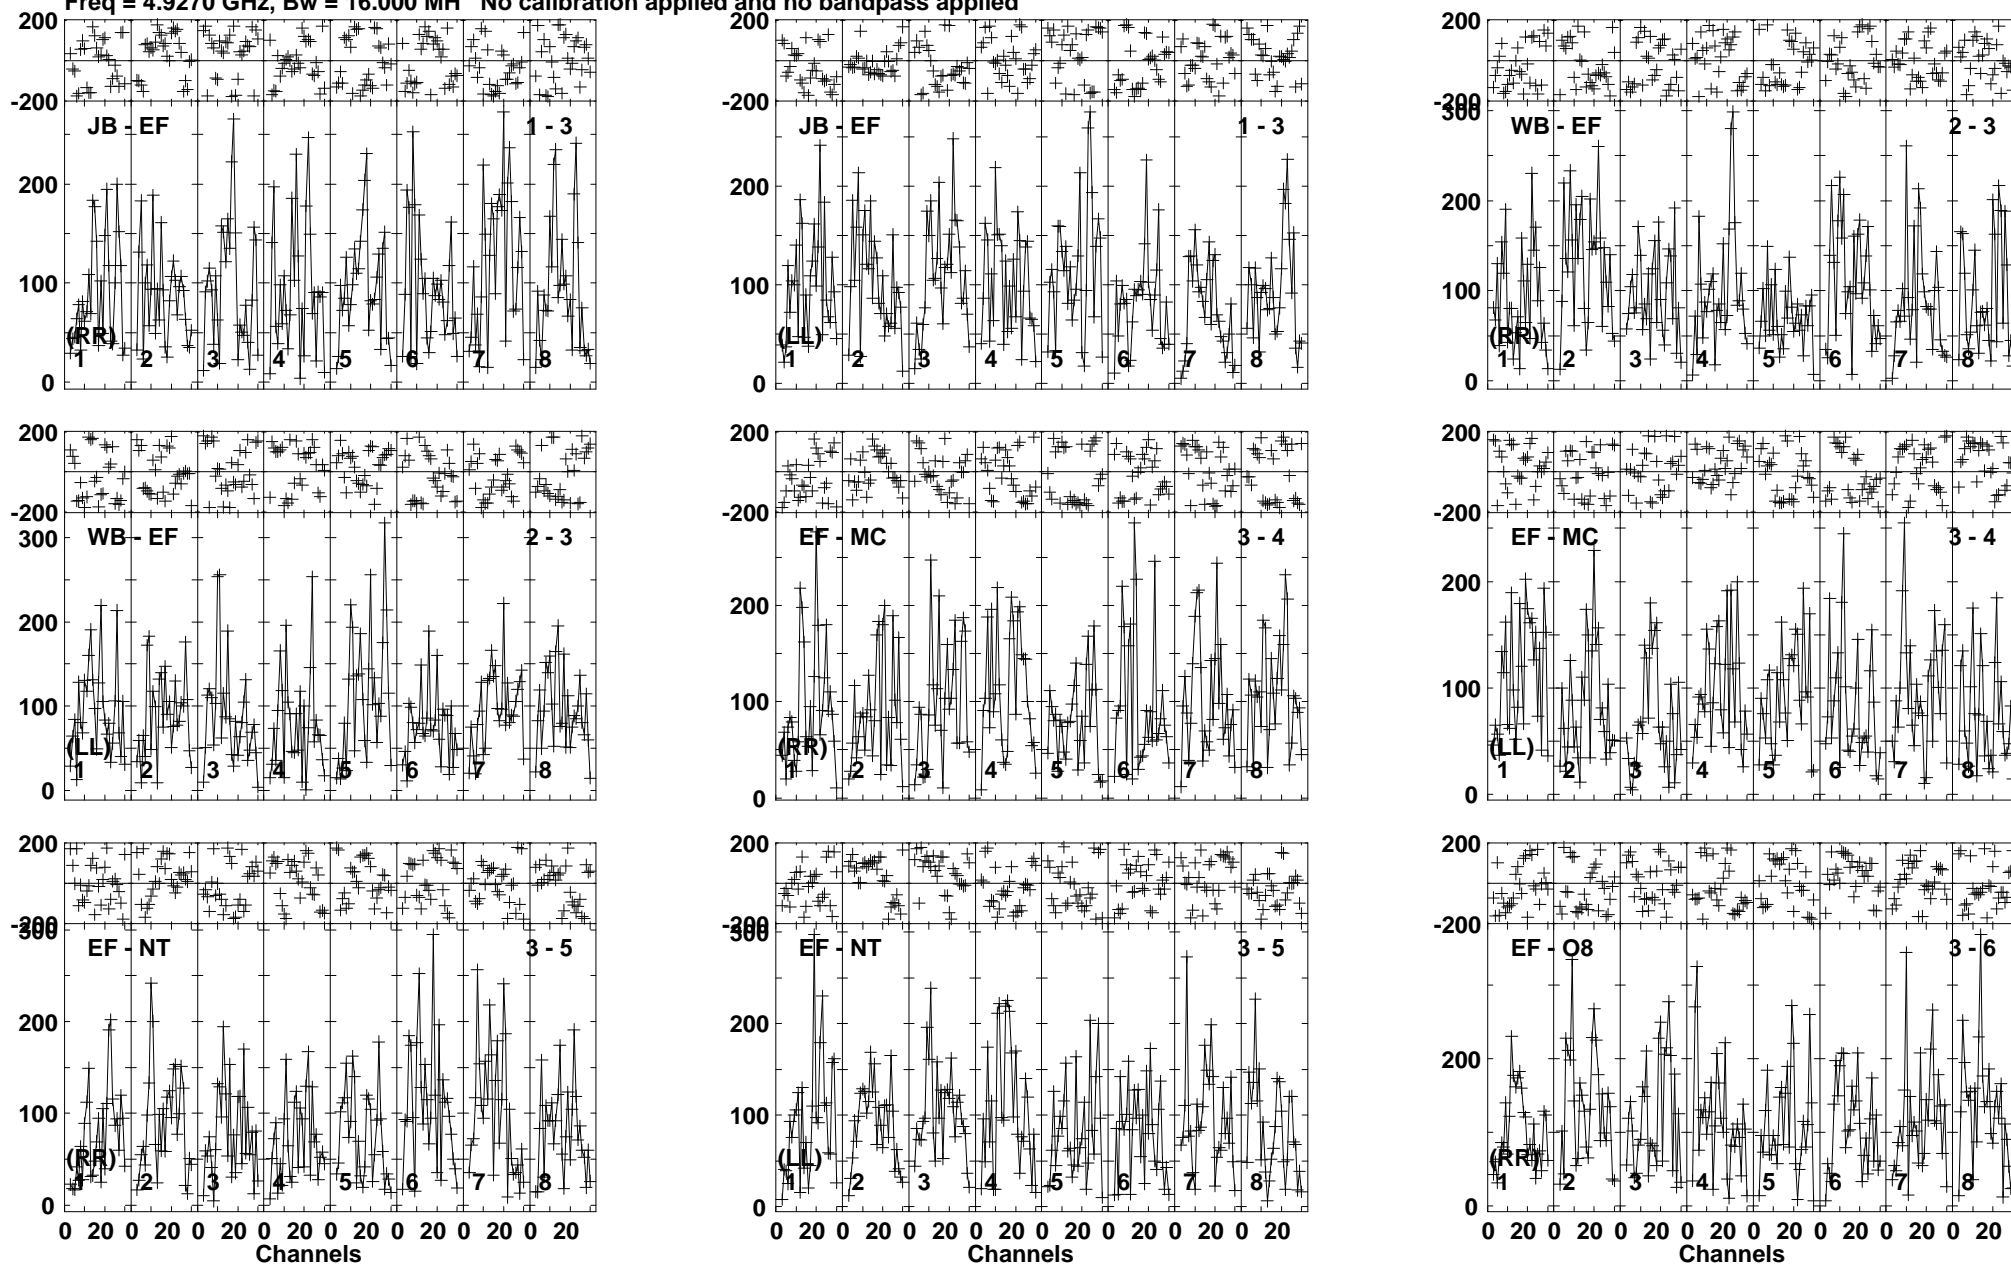 Freq = 4.9270 GHz, Bw = 16.000 MH No calibration applied and no bandpass applied
200 200 200
-200 -200 -200
300
JB - EF 1 - 3 JB - EF 1 - 3 WB - EF 2 - 3
200 200 200
100 100 100
(RR) (LL) (RR)
1 2 3 4 5 6 7 8 1 2 3 4 5 6 7 8 1 2 3 4 5 6 7 8
0 0 0
200 200 200
-200 -200 -200
300 WB - EF 2 - 3 EF - MC 3 - 4 EF - MC 3 - 4
200 200 200
100 100 100
(LL) (RR) (LL)
1 2 3 4 5 6 7 8 1 2 3 4 5 6 7 8 1 2 3 4 5 6 7 8
0 0 0
200 200 200
-200 -200 -200
300 300
EF - NT 3 - 5 EF - NT 3 - 5 EF - O8 3 - 6
200 200 200
100 100
(RR) (LL) (RR)
1 2 3 4 5 6 7 8 1 2 3 4 5 6 7 8 1 2 3 4 5 6 7 8
0 0 0
0 20 0 20 0 20 0 20 0 20 0 20 0 20 0 20 0 20 0 20 0 20 0 20 0 20 0 20 0 20 0 20 0 20 0 20 0 20 0 20 0 20 0 20 0 20 0 20
Channels Channels Channels